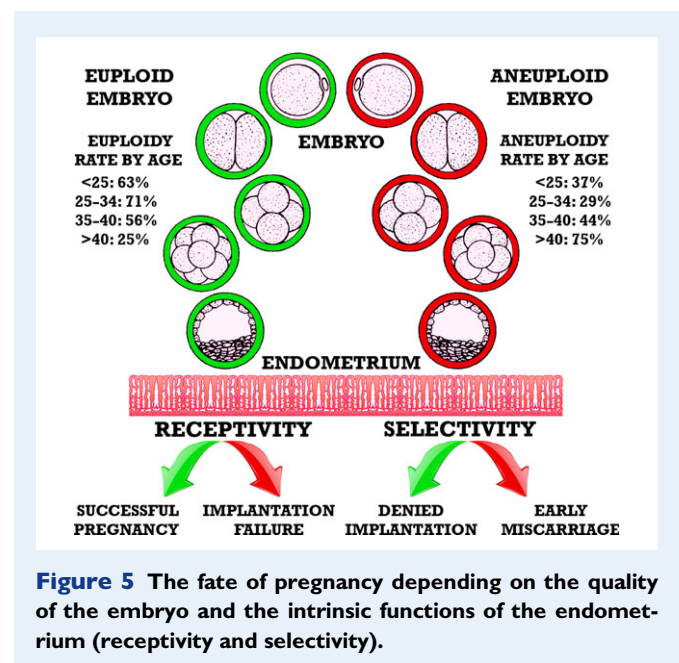 EUPLOID
EMBRYO
ANEUPLOID
EMBRYO
EMBRYO
EUPLOIDY
RATE BY AGE
<25: 63%
25–34: 71%
35–40: 56%
>40: 25%
ANEUPLOIDY
RATE BY AGE
<25: 37%
25–34: 29%
35–40: 44%
>40: 75%
ENDOMETRIUM
RECEPTIVITY
SELECTIVITY
SUCCESSFUL
PREGNANCY
IMPLANTATION
FAILURE
DENIED
IMPLANTATION
EARLY
MISCARRIAGE
Figure 5 The fate of pregnancy depending on the quality
of the embryo and the intrinsic functions of the endomet-
rium (receptivity and selectivity).